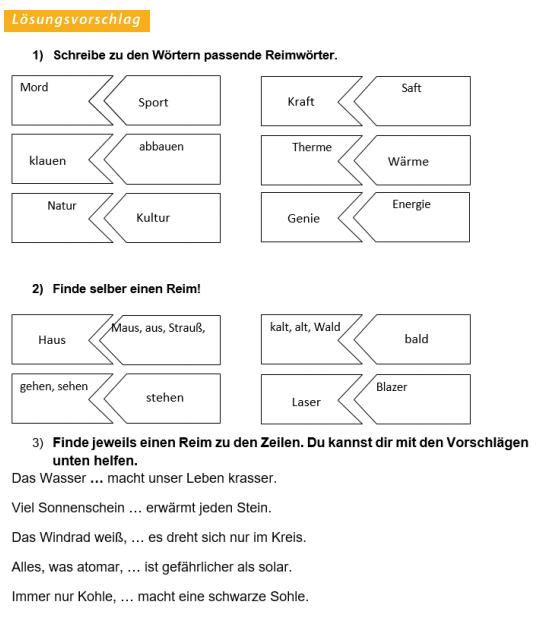 Lösungsvorschlag
1) Schreibe zu den Wörtern passende Reimwörter.
Mord
Sport
Kraft
Saft
klauen
abbauen
Therme
Wärme
Natur
Kultur
Genie
Energie
2) Finde selber einen Reim!
Haus
Maus, aus, Strauß,
kalt, alt, Wald
bald
gehen, sehen
stehen
Laser
Blazer
3) Finde jeweils einen Reim zu den Zeilen. Du kannst dir mit den Vorschlägen
unten helfen.
Das Wasser ... macht unser Leben krasser.
Viel Sonnenschein ... erwärmt jeden Stein.
Das Windrad weiß, ... es dreht sich nur im Kreis.
Alles, was atomar, ... ist gefährlicher als solar.
Immer nur Kohle, ... macht eine schwarze Sohle.